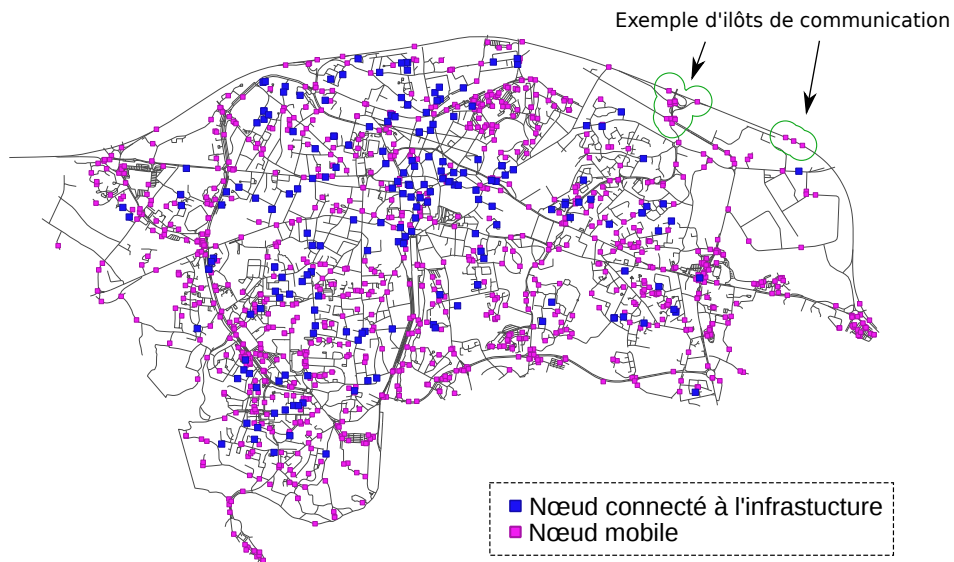 Exemple d'ilôts de communication
Nœud connecté à l'infrastucture
Nœud mobile